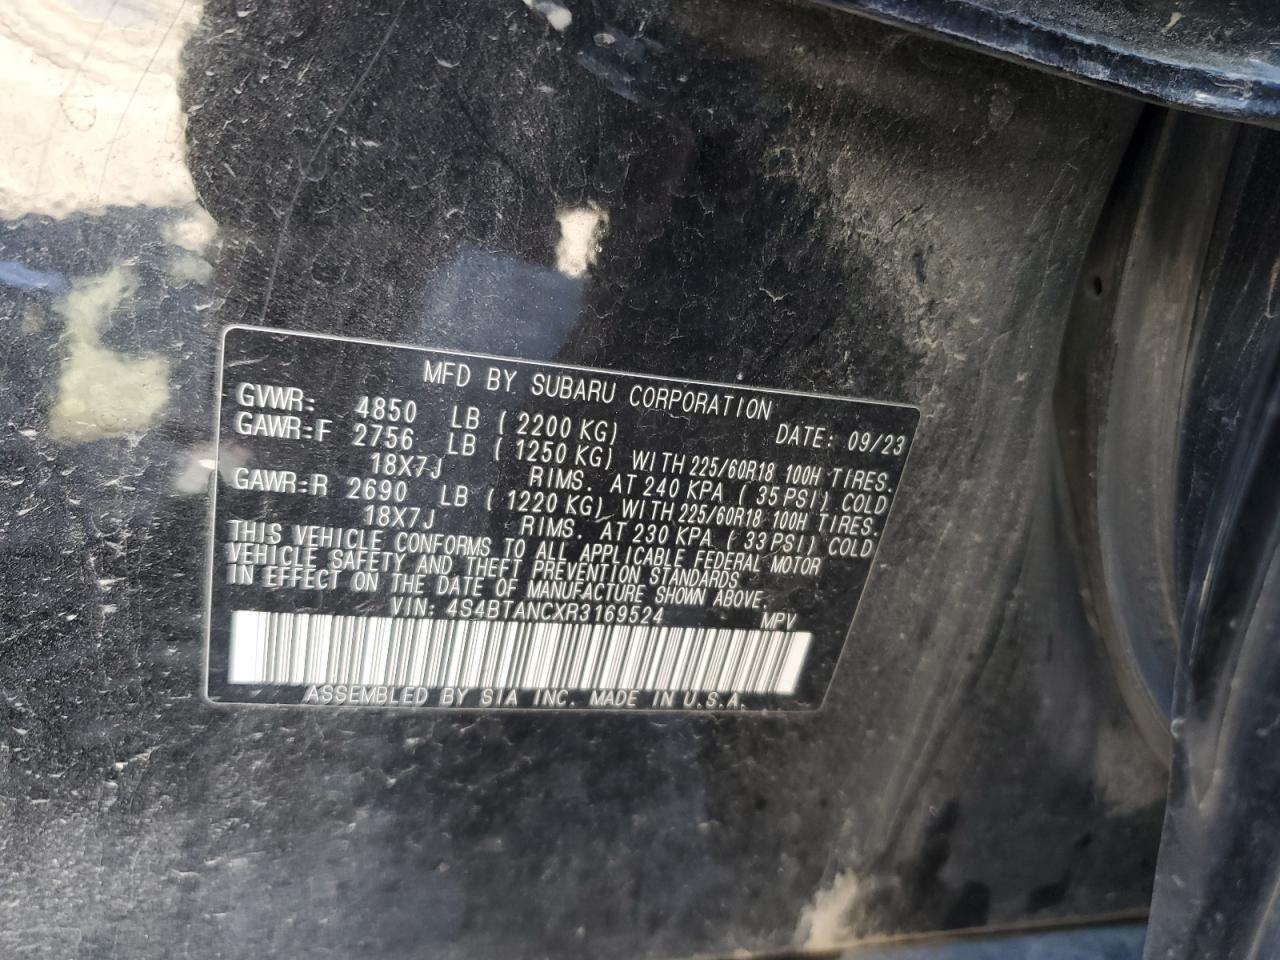 MFD BY SUBARU CORPORATION
GVWR: 4850 LB ( 2200 KG) DATE: 09/23
GAWR:F 2756 LB ( 1250 KG) WITH 225/60R18 100H TIRES.
18X7J RIMS. AT 240 KPA ( 35 PSI) COLD
GAWR:R 2690 LB ( 1220 KG) WITH 225/60R18 100H TIRES.
18X7J RIMS. AT 230 KPA ( 33 PSI) COLD
THIS VEHICLE CONFORMS TO ALL APPLICABLE FEDERAL MOTOR
VEHICLE SAFETY AND THEFT PREVENTION STANDARDS
IN EFFECT ON THE DATE OF MANUFACTURE SHOWN ABOVE.
VIN: 4S4BTANCXR3169524 MPV
ASSEMBLED BY SIA INC. MADE IN U.S.A.